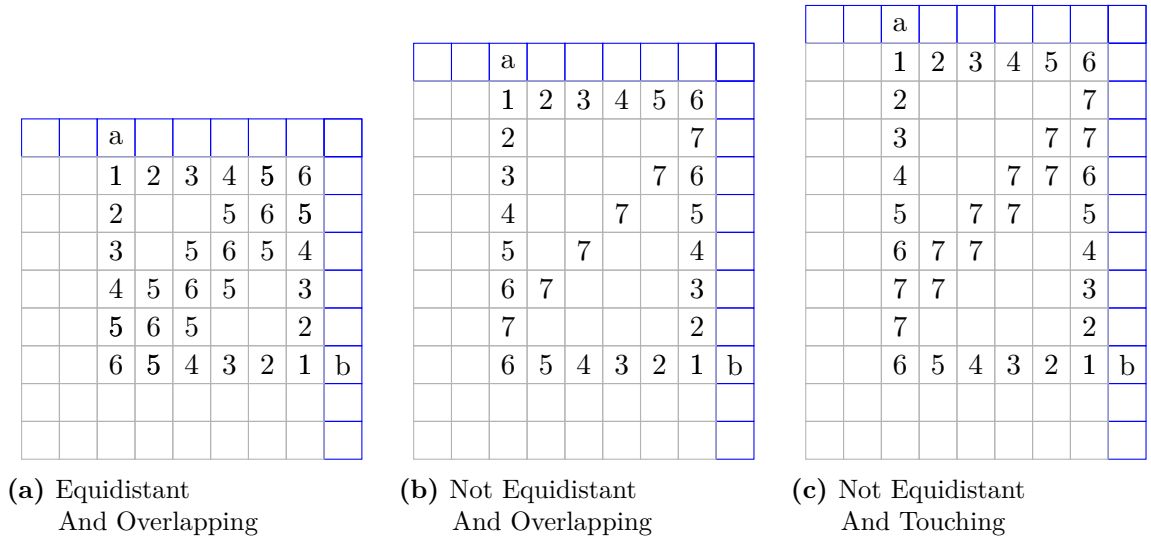 a
1 2 3 4 5 6
2 5 6 5
3 5 6 5 4
4 5 6 5 3
5 6 5 2
6 5 4 3 2 1 b
(a) Equidistant
And Overlapping
a
1 2 3 4 5 6
2 7
3 7 6
4 7 5
5 7 4
6 7 3
7 2
6 5 4 3 2 1 b
(b) Not Equidistant
And Overlapping
a
1 2 3 4 5 6
2 7
3 7 7
4 7 7 6
5 7 7 5
6 7 7 4
7 7 3
7 2
6 5 4 3 2 1 b
(c) Not Equidistant
And Touching